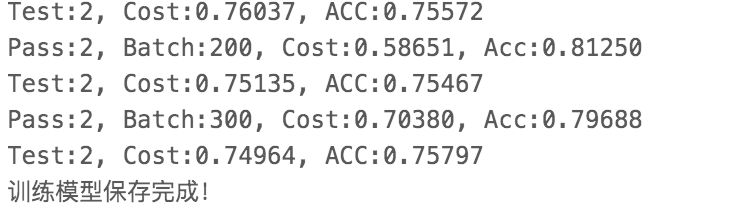 Test:2, Cost:0.76037, ACC:0.75572
Pass:2, Batch:200, Cost:0.58651, Acc:0.81250
Test:2, Cost:0.75135, ACC:0.75467
Pass:2, Batch:300, Cost:0.70380, Acc:0.79688
Test:2, Cost:0.74964, ACC:0.75797
训练模型保存完成!